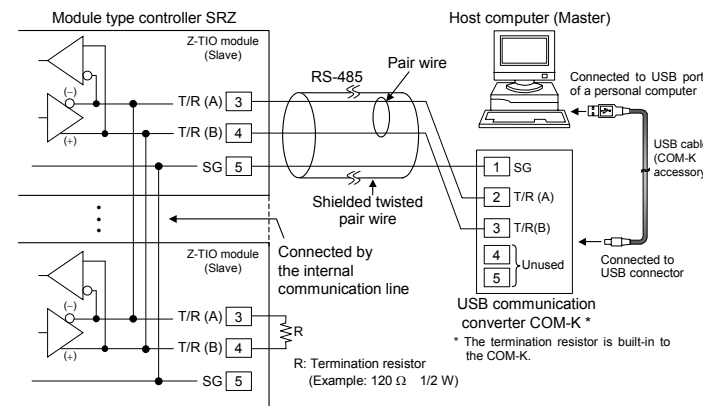 Module type controller SRZ
Host computer (Master)
Z-TIO module
(Slave)
RS-485
Pair wire
(−)
(+)
T/R (A) 3
T/R (B) 4
SG 5
Connected to USB port
of a personal computer
USB cable
(COM-K
accessory)
1 SG
2 T/R (A)
3 T/R(B)
4
5
Unused
Shielded twisted
pair wire
Connected by
the internal
communication line
Connected to
USB connector
USB communication
converter COM-K *
* The termination resistor is built-in to
the COM-K.
Z-TIO module
(Slave)
(−)
(+)
T/R (A) 3
T/R (B) 4
SG 5
R
R: Termination resistor
(Example: 120 Ω 1/2 W)